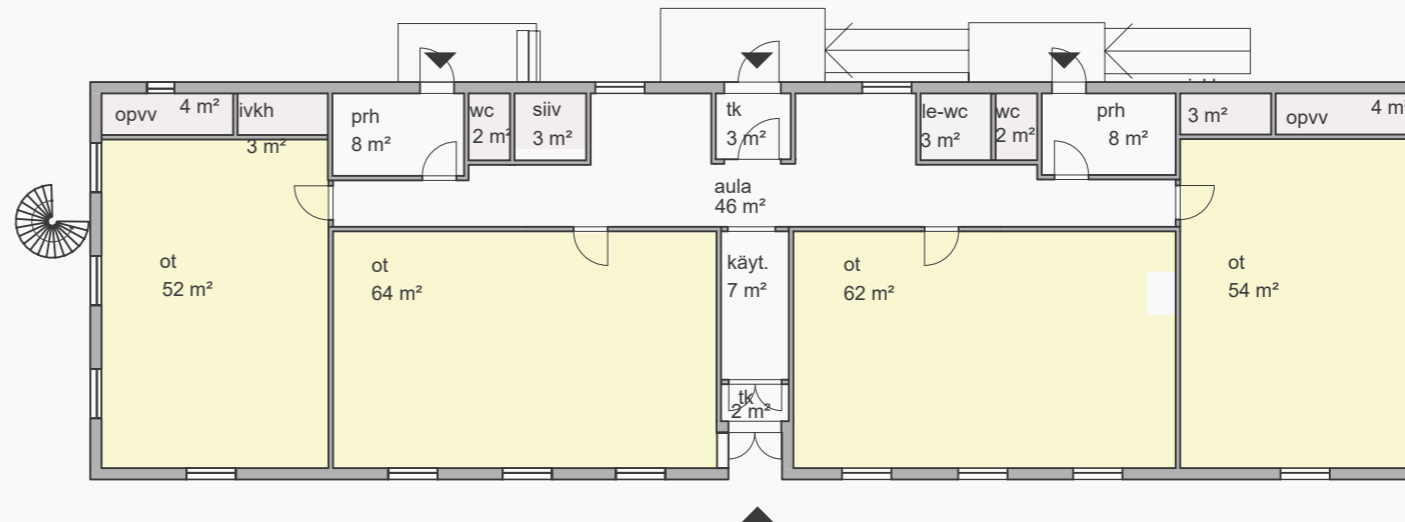 opvv 4 m²
ivkh
3 m²
prh
8 m²
wc
2 m²
siiv
3 m²
tk
3 m²
le-wc
3 m²
wc
2 m²
prh
8 m²
3 m²
opvv 4 m²
aula
46 m²
ot
52 m²
ot
64 m²
käyt.
7 m²
ot
62 m²
ot
54 m²
tk
2 m²